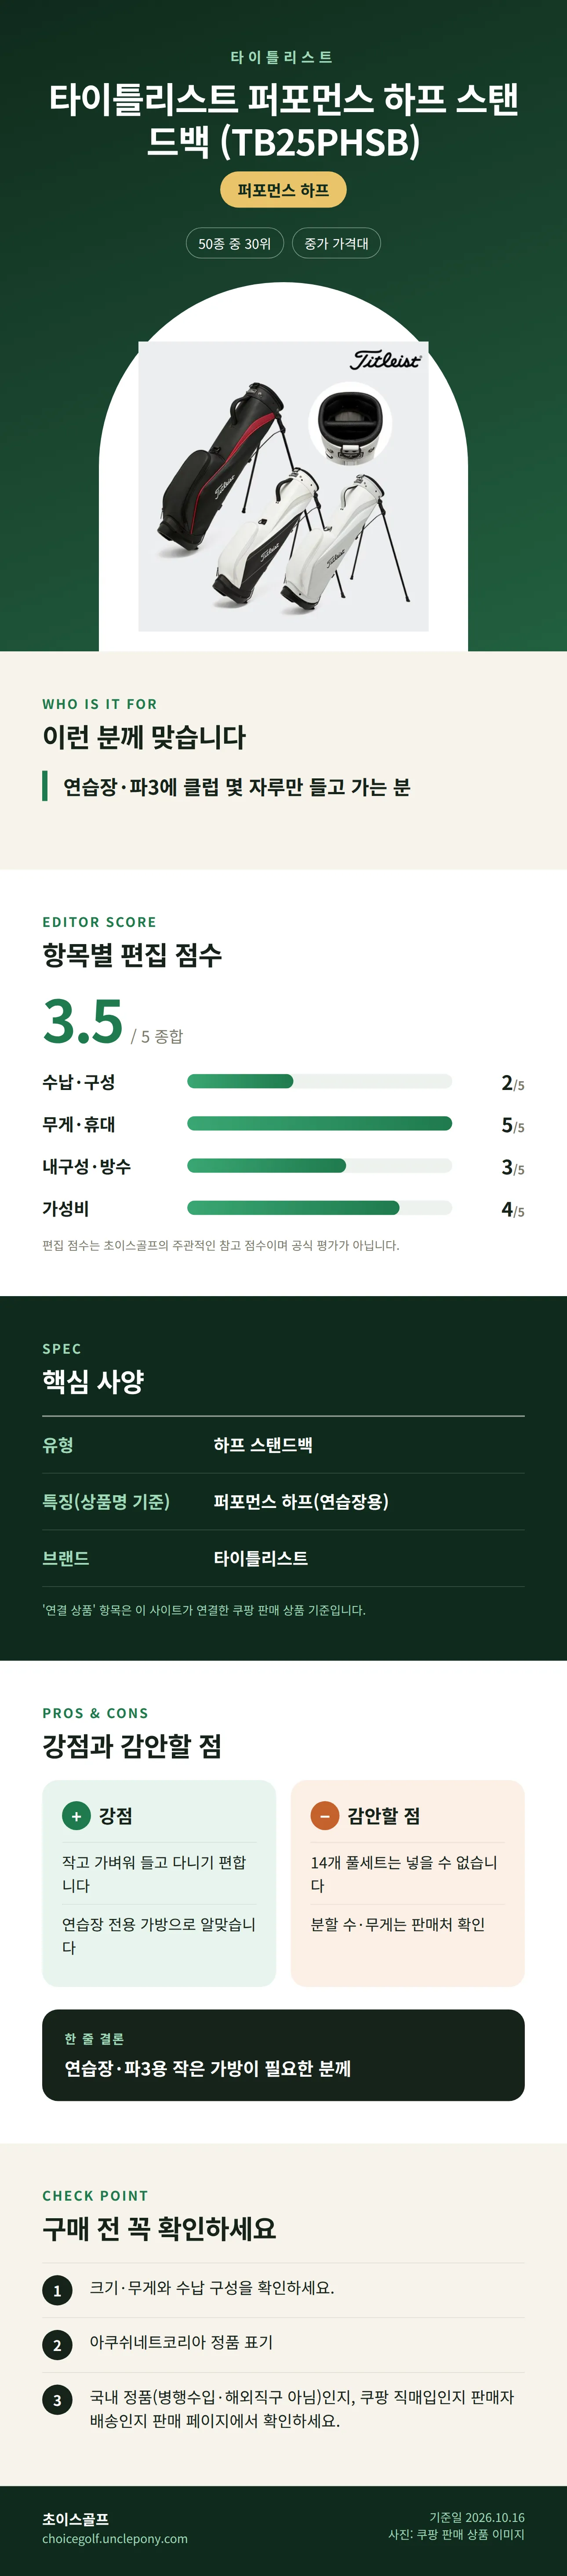 타이틀리스트
타이틀리스트 퍼포먼스 하프 스탠
드백 (TB25PHSB)
퍼포먼스 하프
50종 중 30위
중가 가격대
Titleist
Titleist
Titleist
Titleist
WHO IS IT FOR
이런 분께 맞습니다
연습장·파3에 클럽 몇 자루만 들고 가는 분
EDITOR SCORE
항목별 편집 점수
3.5 / 5 종합
수납·구성 2/5
무게·휴대 5/5
내구성·방수 3/5
가성비 4/5
편집 점수는 초이스골프의 주관적인 참고 점수이며 공식 평가가 아닙니다.
SPEC
핵심 사양
유형 하프 스탠드백
특징(상품명 기준) 퍼포먼스 하프(연습장용)
브랜드 타이틀리스트
'연결 상품' 항목은 이 사이트가 연결한 쿠팡 판매 상품 기준입니다.
PROS & CONS
강점과 감안할 점
+ 강점
작고 가벼워 들고 다니기 편합
니다
연습장 전용 가방으로 알맞습니
다
− 감안할 점
14개 풀세트는 넣을 수 없습니
다
분할 수·무게는 판매처 확인
한 줄 결론
연습장·파3용 작은 가방이 필요한 분께
CHECK POINT
구매 전 꼭 확인하세요
1 크기·무게와 수납 구성을 확인하세요.
2 아쿠쉬네트코리아 정품 표기
3 국내 정품(병행수입·해외직구 아님)인지, 쿠팡 직매입인지 판매자
배송인지 판매 페이지에서 확인하세요.
초이스골프
choicegolf.unclepony.com
기준일 2026.10.16
사진: 쿠팡 판매 상품 이미지